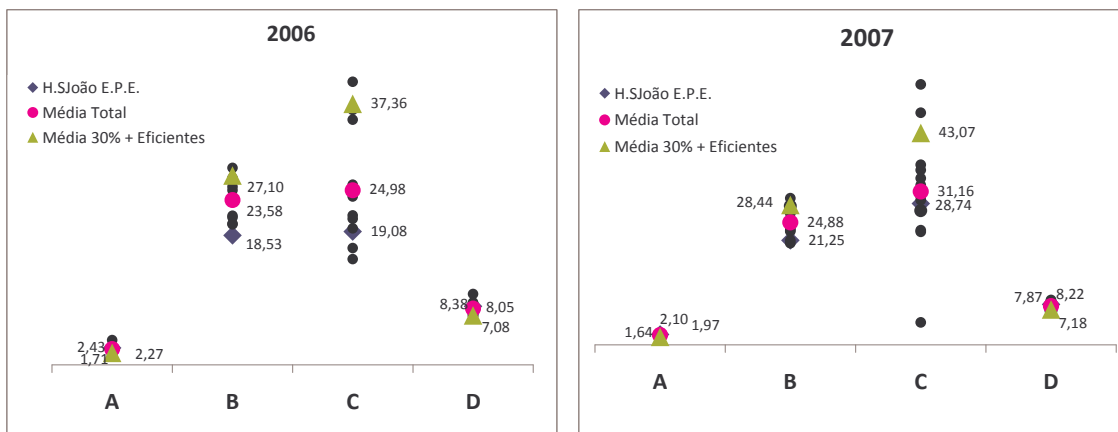 2006
H.SJoão E.P.E.
Média Total
Média 30% + Eficientes
37,36
27,10
24,98
23,58
18,53
19,08
8,38 8,05
7,08
2,43
1,71 2,27
A B C D
2007
H.SJoão E.P.E.
Média Total
Média 30% + Eficientes
43,07
28,44
31,16
28,74
24,88
21,25
7,87 8,22
7,18
2,10
1,64 1,97
A B C D